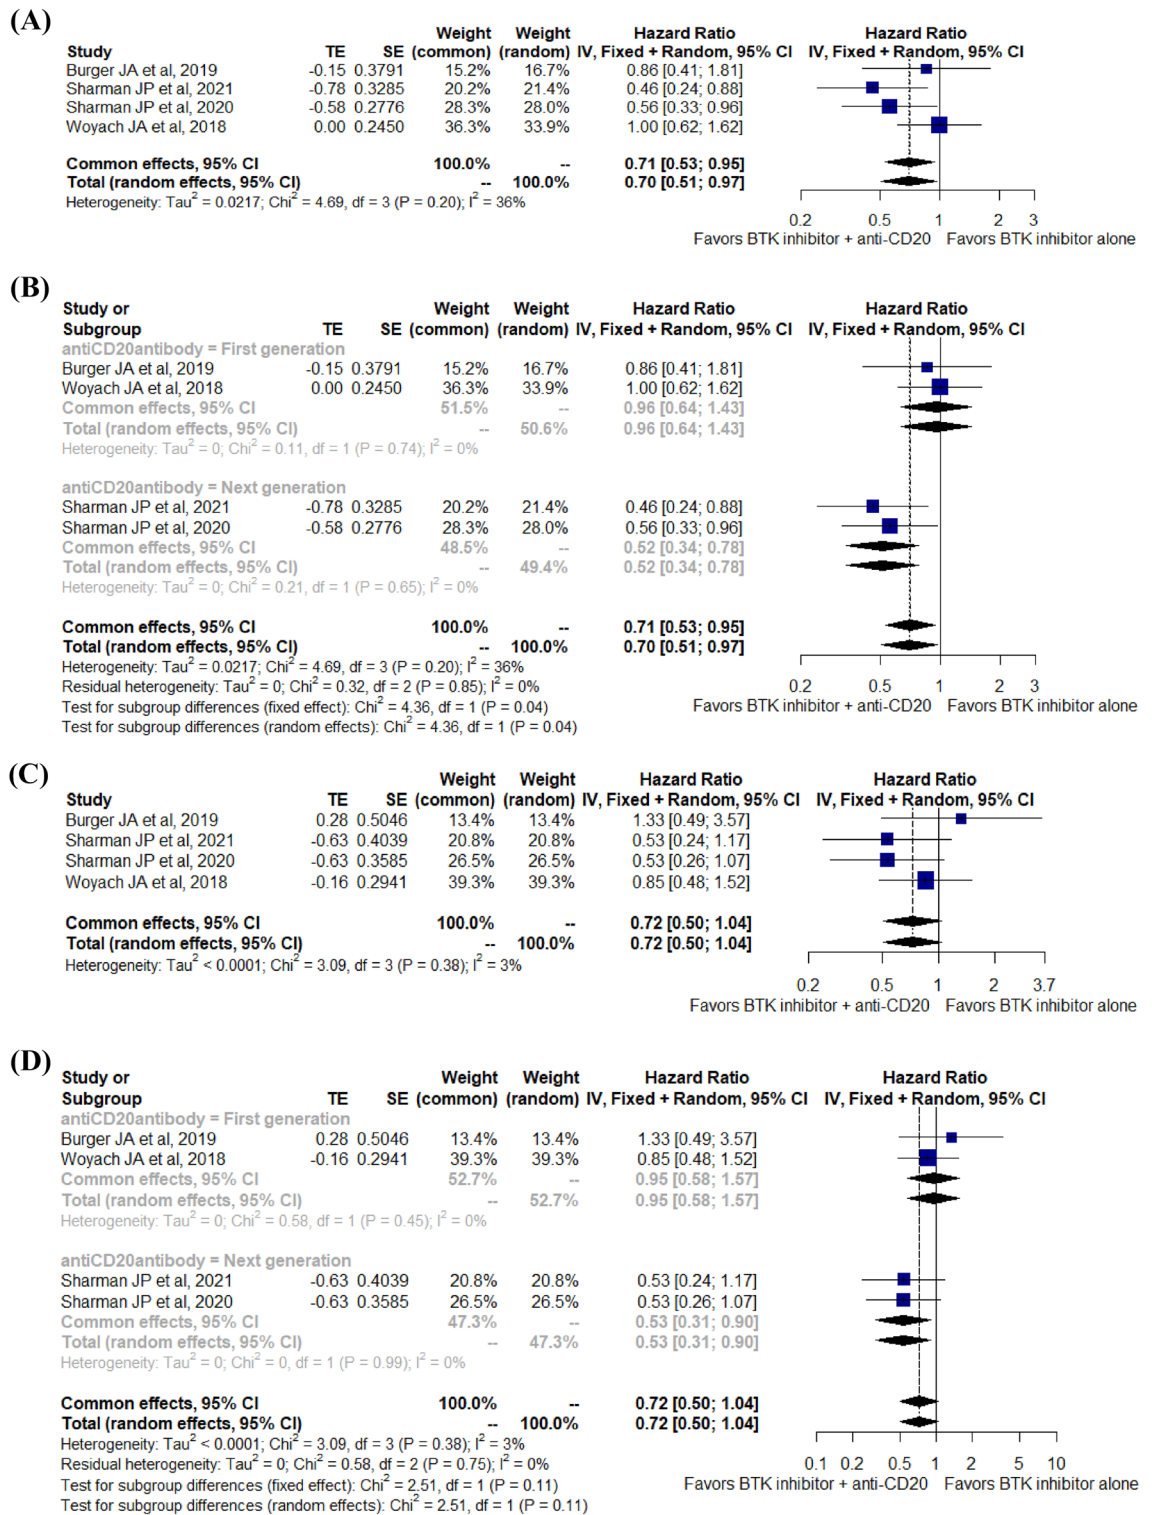 (A)
Weight Weight Hazard Ratio Hazard Ratio
Study TE SE (common) (random) IV, Fixed + Random, 95% CI IV, Fixed + Random, 95% CI
Burger JA et al, 2019 -0.15 0.3791 15.2% 16.7% 0.86 [0.41; 1.81]
Sharman JP et al, 2021 -0.78 0.3285 20.2% 21.4% 0.46 [0.24; 0.88]
Sharman JP et al, 2020 -0.58 0.2776 28.3% 28.0% 0.56 [0.33; 0.96]
Woyach JA et al, 2018 0.00 0.2450 36.3% 33.9% 1.00 [0.62; 1.62]
Common effects, 95% CI 100.0% -- 0.71 [0.53; 0.95]
Total (random effects, 95% CI) -- 100.0% 0.70 [0.51; 0.97]
Heterogeneity: Tau² = 0.0217; Chi² = 4.69, df = 3 (P = 0.20); I² = 36%
0.2 0.5 1 2 3
Favors BTK inhibitor + anti-CD20 Favors BTK inhibitor alone
(B)
Study or Weight Weight Hazard Ratio Hazard Ratio
Subgroup TE SE (common) (random) IV, Fixed + Random, 95% CI IV, Fixed + Random, 95% CI
antiCD20antibody = First generation
Burger JA et al, 2019 -0.15 0.3791 15.2% 16.7% 0.86 [0.41; 1.81]
Woyach JA et al, 2018 0.00 0.2450 36.3% 33.9% 1.00 [0.62; 1.62]
Common effects, 95% CI 51.5% -- 0.96 [0.64; 1.43]
Total (random effects, 95% CI) -- 50.6% 0.96 [0.64; 1.43]
Heterogeneity: Tau² = 0; Chi² = 0.11, df = 1 (P = 0.74); I² = 0%
antiCD20antibody = Next generation
Sharman JP et al, 2021 -0.78 0.3285 20.2% 21.4% 0.46 [0.24; 0.88]
Sharman JP et al, 2020 -0.58 0.2776 28.3% 28.0% 0.56 [0.33; 0.96]
Common effects, 95% CI 48.5% -- 0.52 [0.34; 0.78]
Total (random effects, 95% CI) -- 49.4% 0.52 [0.34; 0.78]
Heterogeneity: Tau² = 0; Chi² = 0.21, df = 1 (P = 0.65); I² = 0%
Common effects, 95% CI 100.0% -- 0.71 [0.53; 0.95]
Total (random effects, 95% CI) -- 100.0% 0.70 [0.51; 0.97]
Heterogeneity: Tau² = 0.0217; Chi² = 4.69, df = 3 (P = 0.20); I² = 36%
Residual heterogeneity: Tau² = 0; Chi² = 0.32, df = 2 (P = 0.85); I² = 0%
0.2 0.5 1 2 3
Test for subgroup differences (fixed effect): Chi² = 4.36, df = 1 (P = 0.04) Favors BTK inhibitor + anti-CD20 Favors BTK inhibitor alone
Test for subgroup differences (random effects): Chi² = 4.36, df = 1 (P = 0.04)
(C)
Weight Weight Hazard Ratio Hazard Ratio
Study TE SE (common) (random) IV, Fixed + Random, 95% CI IV, Fixed + Random, 95% CI
Burger JA et al, 2019 0.28 0.5046 13.4% 13.4% 1.33 [0.49; 3.57]
Sharman JP et al, 2021 -0.63 0.4039 20.8% 20.8% 0.53 [0.24; 1.17]
Sharman JP et al, 2020 -0.63 0.3585 26.5% 26.5% 0.53 [0.26; 1.07]
Woyach JA et al, 2018 -0.16 0.2941 39.3% 39.3% 0.85 [0.48; 1.52]
Common effects, 95% CI 100.0% -- 0.72 [0.50; 1.04]
Total (random effects, 95% CI) -- 100.0% 0.72 [0.50; 1.04]
Heterogeneity: Tau² < 0.0001; Chi² = 3.09, df = 3 (P = 0.38); I² = 3%
0.2 0.5 1 2 3.7
Favors BTK inhibitor + anti-CD20 Favors BTK inhibitor alone
(D)
Study or Weight Weight Hazard Ratio Hazard Ratio
Subgroup TE SE (common) (random) IV, Fixed + Random, 95% CI IV, Fixed + Random, 95% CI
antiCD20antibody = First generation
Burger JA et al, 2019 0.28 0.5046 13.4% 13.4% 1.33 [0.49; 3.57]
Woyach JA et al, 2018 -0.16 0.2941 39.3% 39.3% 0.85 [0.48; 1.52]
Common effects, 95% CI 52.7% -- 0.95 [0.58; 1.57]
Total (random effects, 95% CI) -- 52.7% 0.95 [0.58; 1.57]
Heterogeneity: Tau² = 0; Chi² = 0.58, df = 1 (P = 0.45); I² = 0%
antiCD20antibody = Next generation
Sharman JP et al, 2021 -0.63 0.4039 20.8% 20.8% 0.53 [0.24; 1.17]
Sharman JP et al, 2020 -0.63 0.3585 26.5% 26.5% 0.53 [0.26; 1.07]
Common effects, 95% CI 47.3% -- 0.53 [0.31; 0.90]
Total (random effects, 95% CI) -- 47.3% 0.53 [0.31; 0.90]
Heterogeneity: Tau² = 0; Chi² = 0, df = 1 (P = 0.99); I² = 0%
Common effects, 95% CI 100.0% -- 0.72 [0.50; 1.04]
Total (random effects, 95% CI) -- 100.0% 0.72 [0.50; 1.04]
Heterogeneity: Tau² < 0.0001; Chi² = 3.09, df = 3 (P = 0.38); I² = 3%
Residual heterogeneity: Tau² = 0; Chi² = 0.58, df = 2 (P = 0.75); I² = 0%
0.1 0.2 0.5 1 2 5 10
Test for subgroup differences (fixed effect): Chi² = 2.51, df = 1 (P = 0.11) Favors BTK inhibitor + anti-CD20 Favors BTK inhibitor alone
Test for subgroup differences (random effects): Chi² = 2.51, df = 1 (P = 0.11)